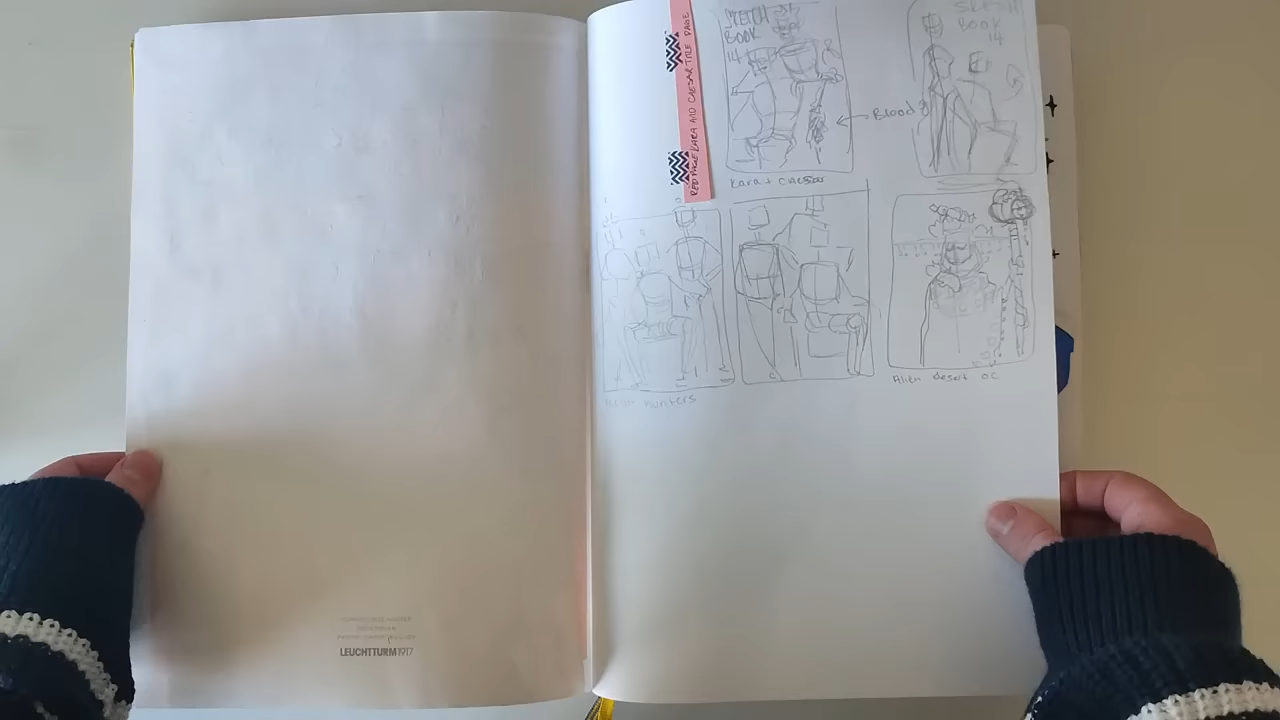 SKETCH
BOOK
14
SKETCH
BOOK
14
RED PAGE KARA AND CAESAR TITLE PAGE
Blood?
Kara + CAESAR
Alien desert OC
hunters
LEUCHTTURM1917